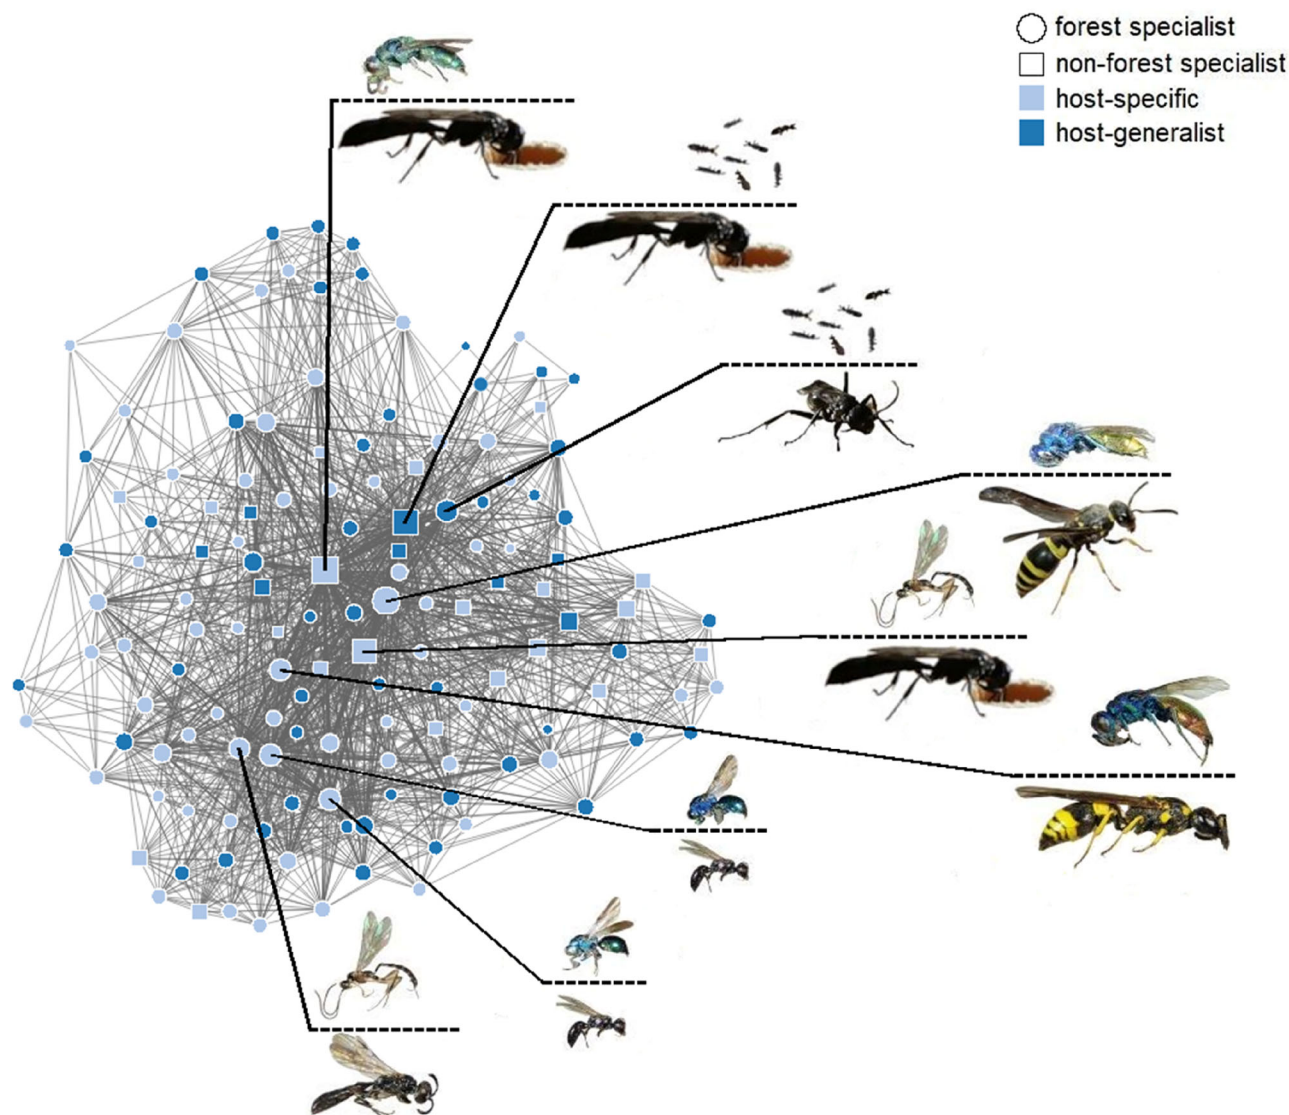 forest specialist
non-forest specialist
host-specific
host-generalist